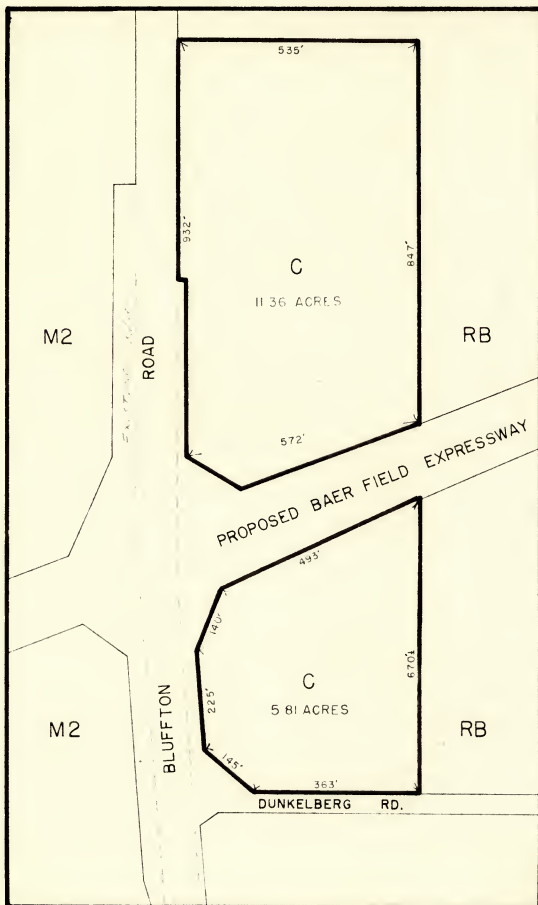 535'
932'
847'
C
11.36 ACRES
M2
ROAD
RB
572'
PROPOSED BAER FIELD EXPRESSWAY
493'
140'
C
670'±
5.81 ACRES
225'
M2
BLUFFTON
RB
145'
363'
DUNKELBERG RD.